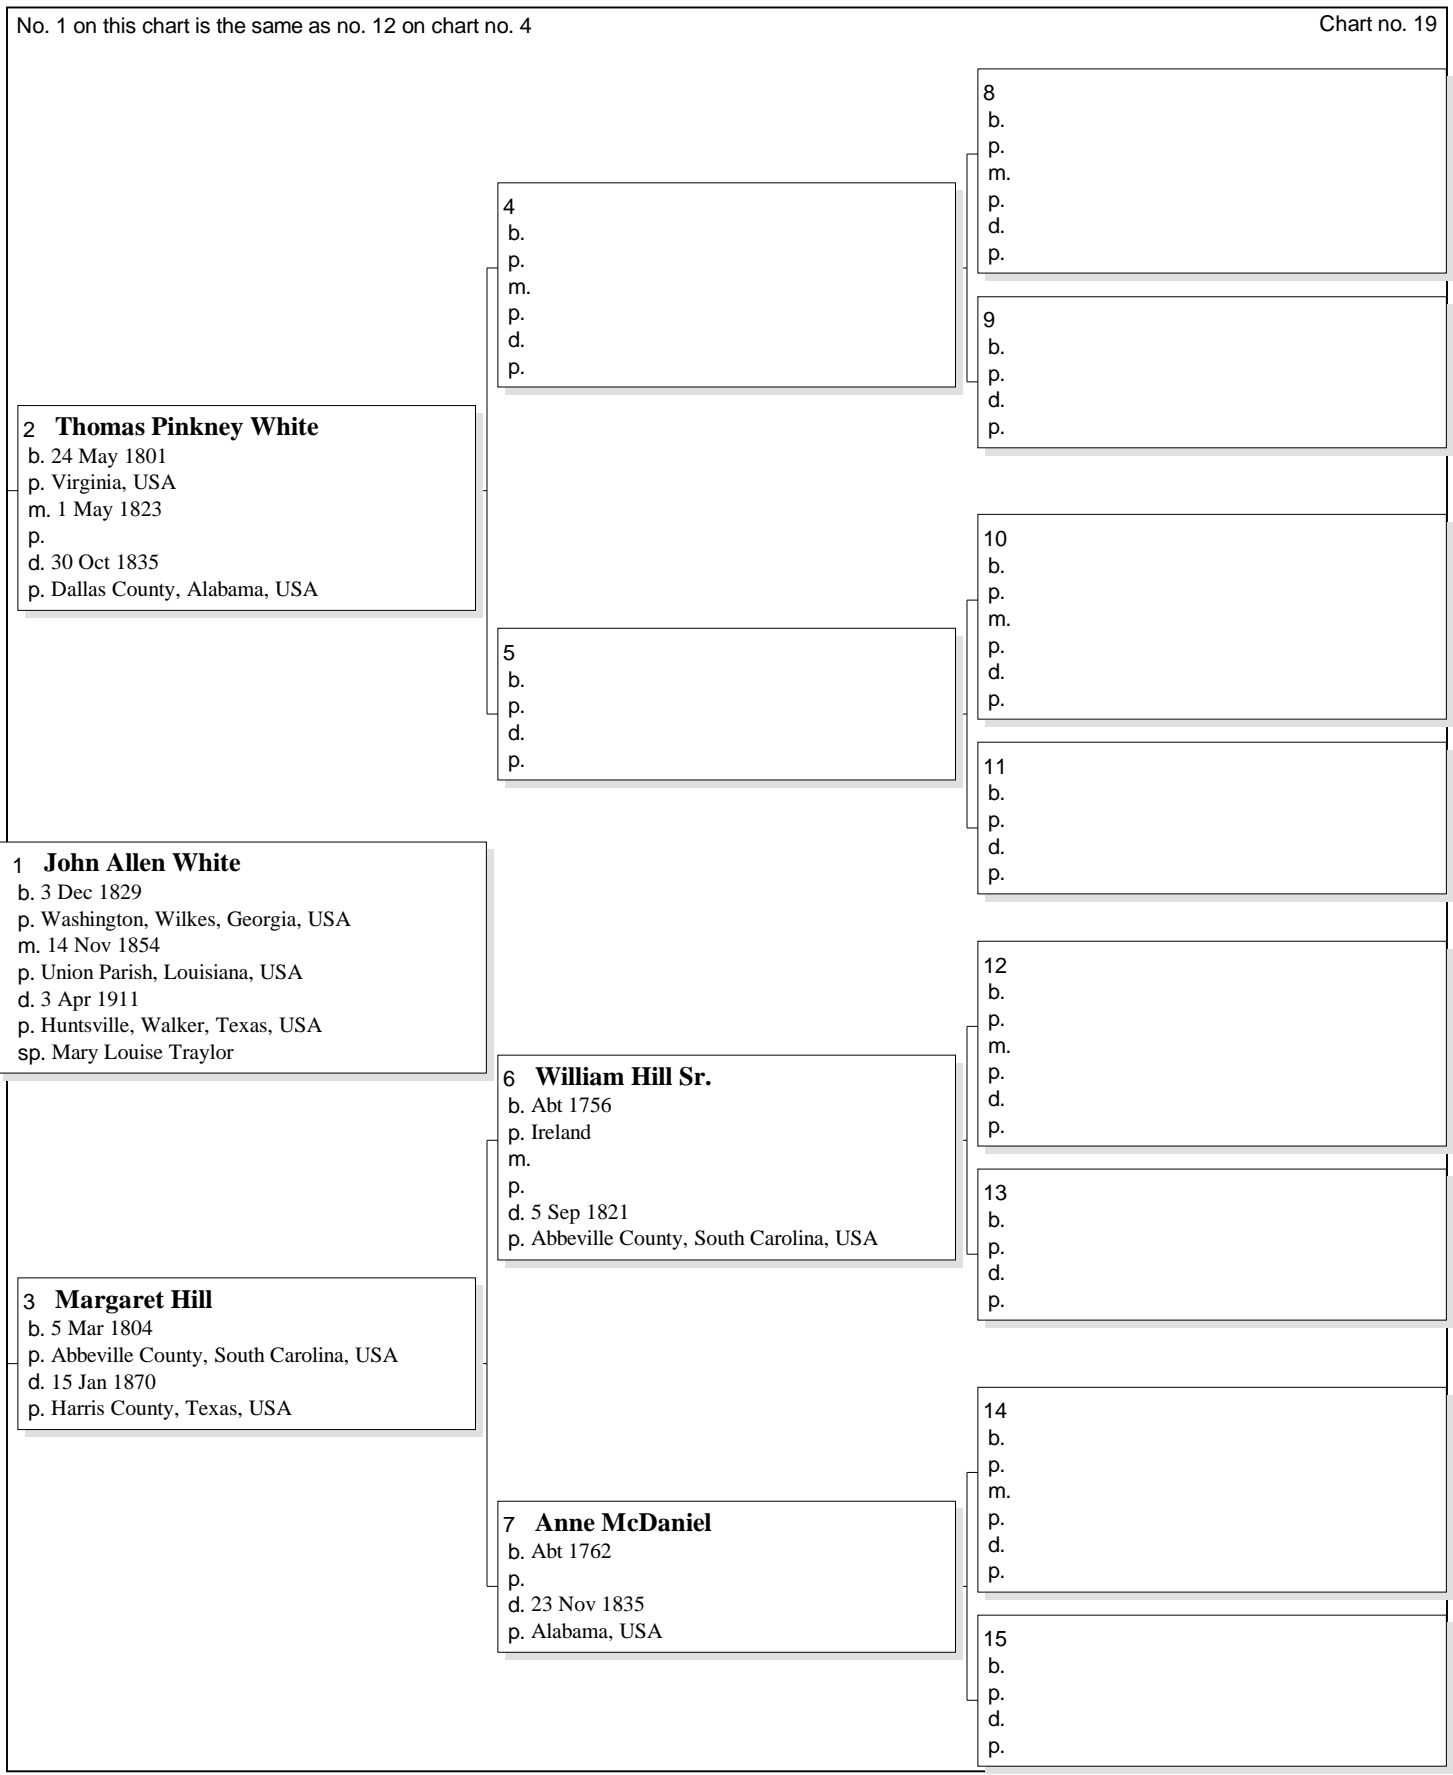 No. 1 on this chart is the same as no. 12 on chart no. 4
Chart no. 19
8
b.
p.
m.
p.
d.
p.
4
b.
p.
m.
p.
d.
p.
9
b.
p.
d.
p.
2 Thomas Pinkney White
b. 24 May 1801
p. Virginia, USA
m. 1 May 1823
p.
d. 30 Oct 1835
p. Dallas County, Alabama, USA
10
b.
p.
m.
p.
d.
p.
5
b.
p.
d.
p.
11
b.
p.
d.
p.
1 John Allen White
b. 3 Dec 1829
p. Washington, Wilkes, Georgia, USA
m. 14 Nov 1854
p. Union Parish, Louisiana, USA
d. 3 Apr 1911
p. Huntsville, Walker, Texas, USA
sp. Mary Louise Traylor
12
b.
p.
m.
p.
d.
p.
6 William Hill Sr.
b. Abt 1756
p. Ireland
m.
p.
d. 5 Sep 1821
p. Abbeville County, South Carolina, USA
13
b.
p.
d.
p.
3 Margaret Hill
b. 5 Mar 1804
p. Abbeville County, South Carolina, USA
d. 15 Jan 1870
p. Harris County, Texas, USA
14
b.
p.
m.
p.
d.
p.
7 Anne McDaniel
b. Abt 1762
p.
d. 23 Nov 1835
p. Alabama, USA
15
b.
p.
d.
p.